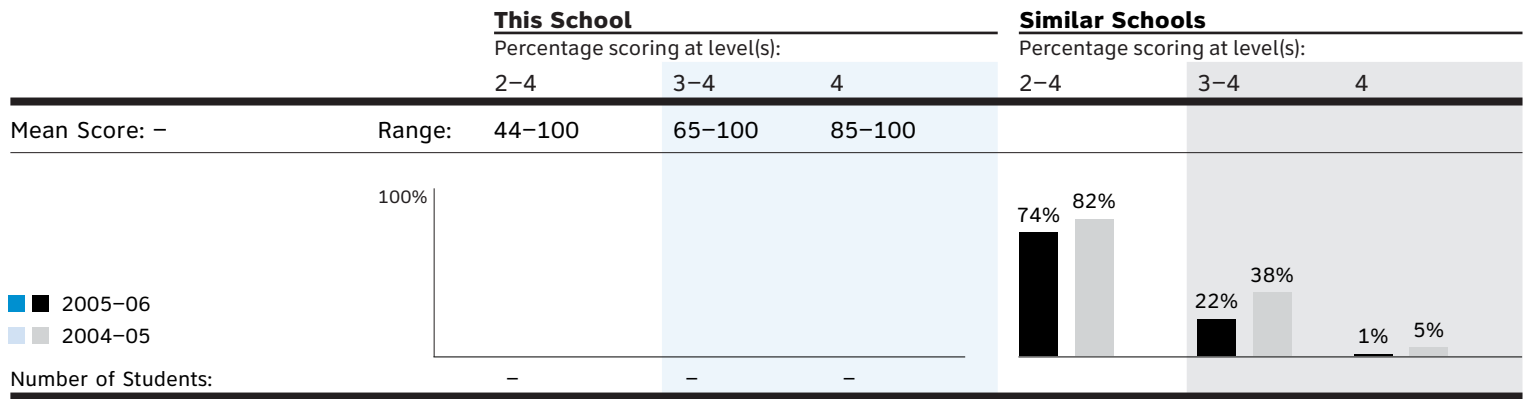 This School Similar Schools
Percentage scoring at level(s): Percentage scoring at level(s):
2–4 3–4 4 2–4 3–4 4
Mean Score: – Range: 44–100 65–100 85–100
100%
74% 82%
22% 38%
1% 5%
2005–06
2004–05
Number of Students: – – –